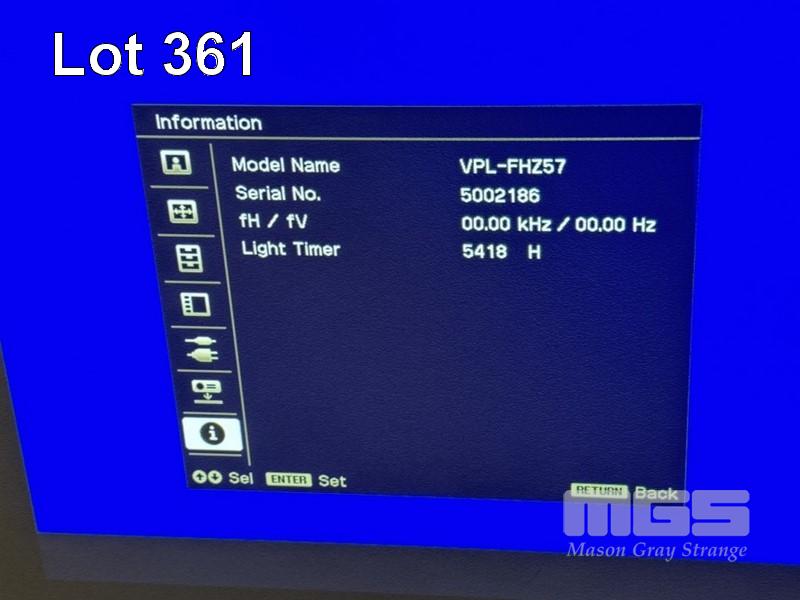 Lot 361
Information
Model Name VPL-FHZ57
Serial No. 5002186
fH / fV 00.00 kHz / 00.00 Hz
Light Timer 5418 H
Sel ENTER Set RETURN Back
MGS
Mason Gray Strange